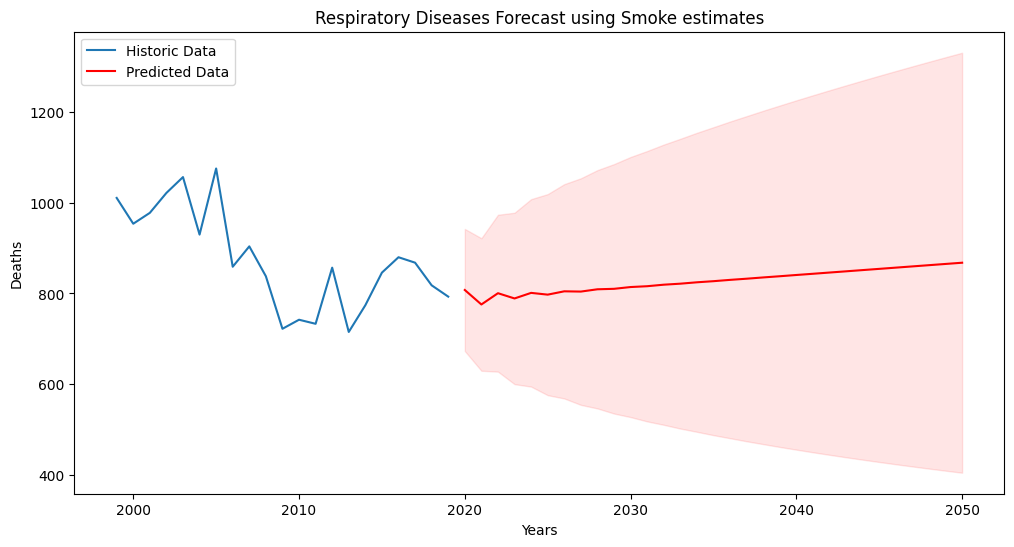 Respiratory Diseases Forecast using Smoke estimates
Historic Data
Predicted Data
Deaths
1200
1000
800
600
400
2000
2010
2020
2030
2040
2050
Years